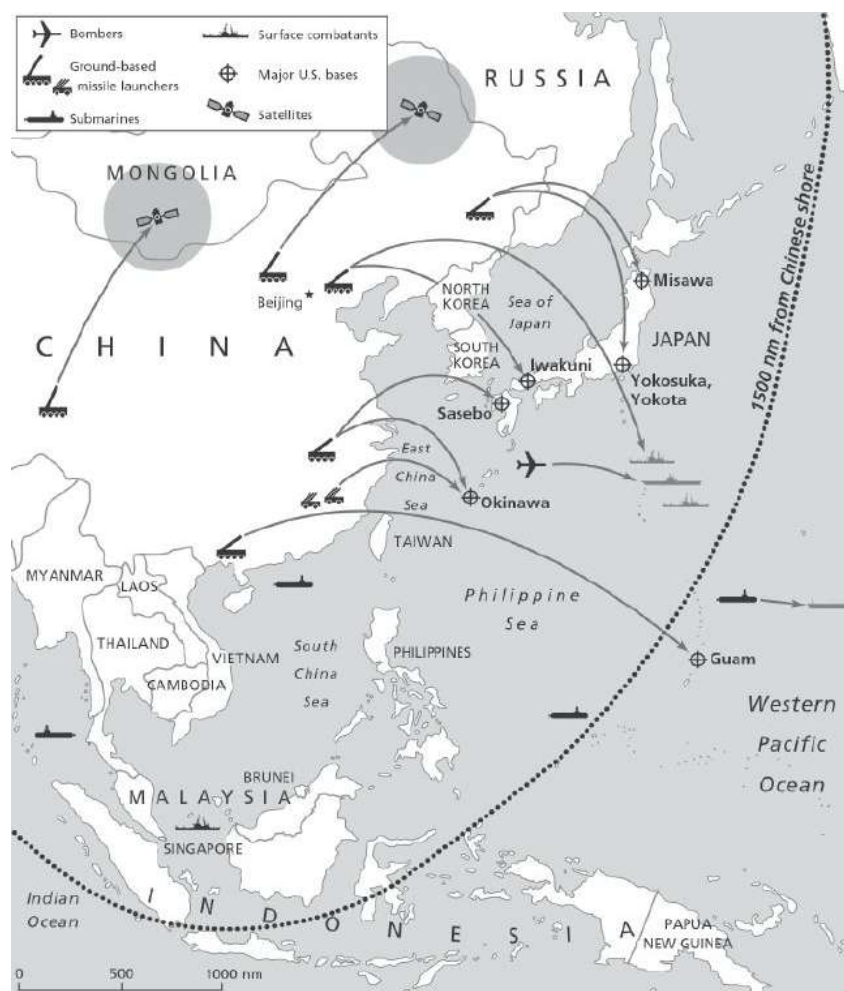 Bombers
Ground-based
missile launchers
Submarines
Surface combatants
Major U.S. bases
Satellites
RUSSIA
MONGOLIA
Beijing
CHINA
NORTH
KOREA
Sea of
Japan
SOUTH
KOREA
JAPAN
Misawa
Iwakuni
Yokosuka,
Yokota
Sasebo
1500 nm from Chinese shore
East
China
Sea
Okinawa
TAIWAN
MYANMAR
LAOS
THAILAND
VIETNAM
CAMBODIA
South
China
Sea
PHILIPPINES
Philippine
Sea
Guam
Western
Pacific
Ocean
BRUNEI
MALAYSIA
SINGAPORE
Indian
Ocean
INDONESIA
PAPUA
NEW GUINEA
0 500 1000 nm